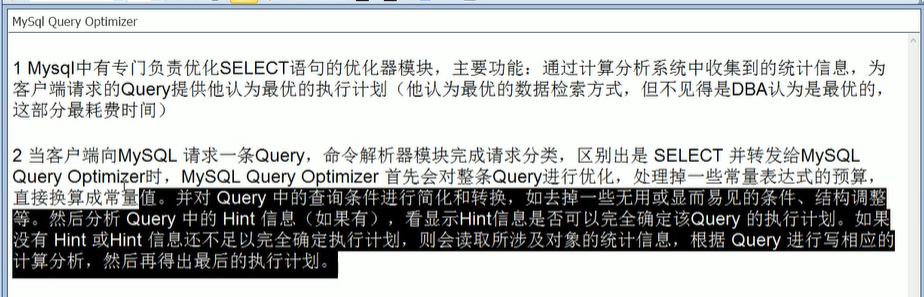 MySql Query Optimizer
1 Mysql中有专门负责优化SELECT语句的优化器模块，主要功能：通过计算分析系统中收集到的统计信息，为
客户端请求的Query提供他认为最优的执行计划（他认为最优的数据检索方式，但不见得是DBA认为是最优的，
这部分最耗费时间）
2 当客户端向MySQL 请求一条Query，命令解析器模块完成请求分类，区别出是 SELECT 并转发给MySQL
Query Optimizer时，MySQL Query Optimizer 首先会对整条Query进行优化，处理掉一些常量表达式的预算，
直接换算成常量值。并对 Query 中的查询条件进行简化和转换，如去掉一些无用或显而易见的条件、结构调整
等。然后分析 Query 中的 Hint 信息（如果有），看显示Hint信息是否可以完全确定该Query 的执行计划。如果
没有 Hint 或Hint 信息还不足以完全确定执行计划，则会读取所涉及对象的统计信息，根据 Query 进行写相应的
计算分析，然后再得出最后的执行计划。